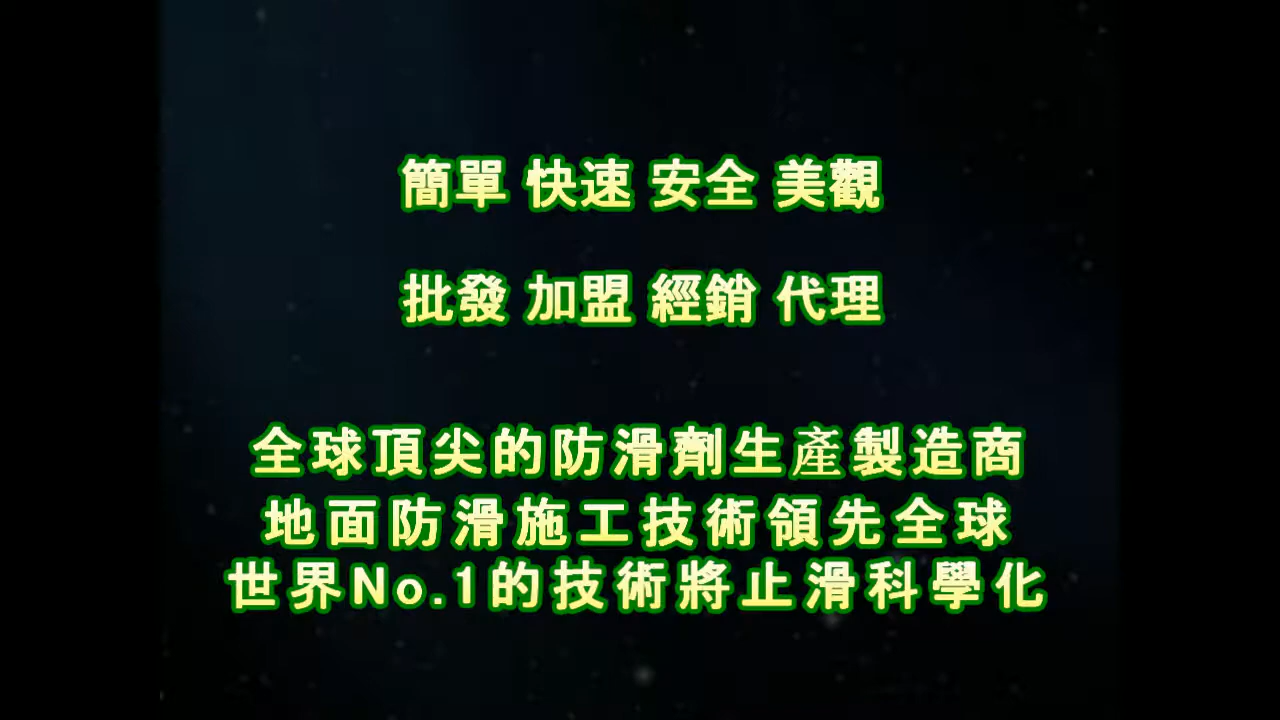 簡單 快速 安全 美觀
批發 加盟 經銷 代理
全球頂尖的防滑劑生產製造商
地面防滑施工技術領先全球
世界No.1的技術將止滑科學化